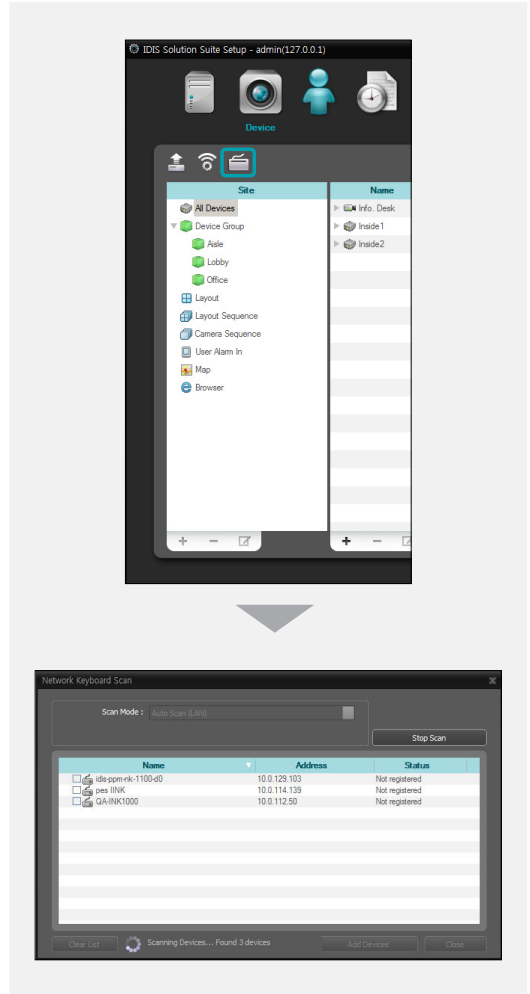 IDIS Solution Suite Setup - admin(127.0.0.1)
Device
Site
Name
All Devices
Info. Desk
Device Group
Inside1
Aisle
Inside2
Lobby
Office
Layout
Layout Sequence
Camera Sequence
User Alarm In
Map
Browser
Network Keyboard Scan
Scan Mode : Auto Scan (LAN)
Stop Scan
Name Address Status
idis-ppm-nk-1100-d0 10.0.129.103 Not registered
pes IINK 10.0.114.139 Not registered
QA-INK1000 10.0.112.50 Not registered
Clear List Scanning Devices... Found 3 devices Add Devices Close